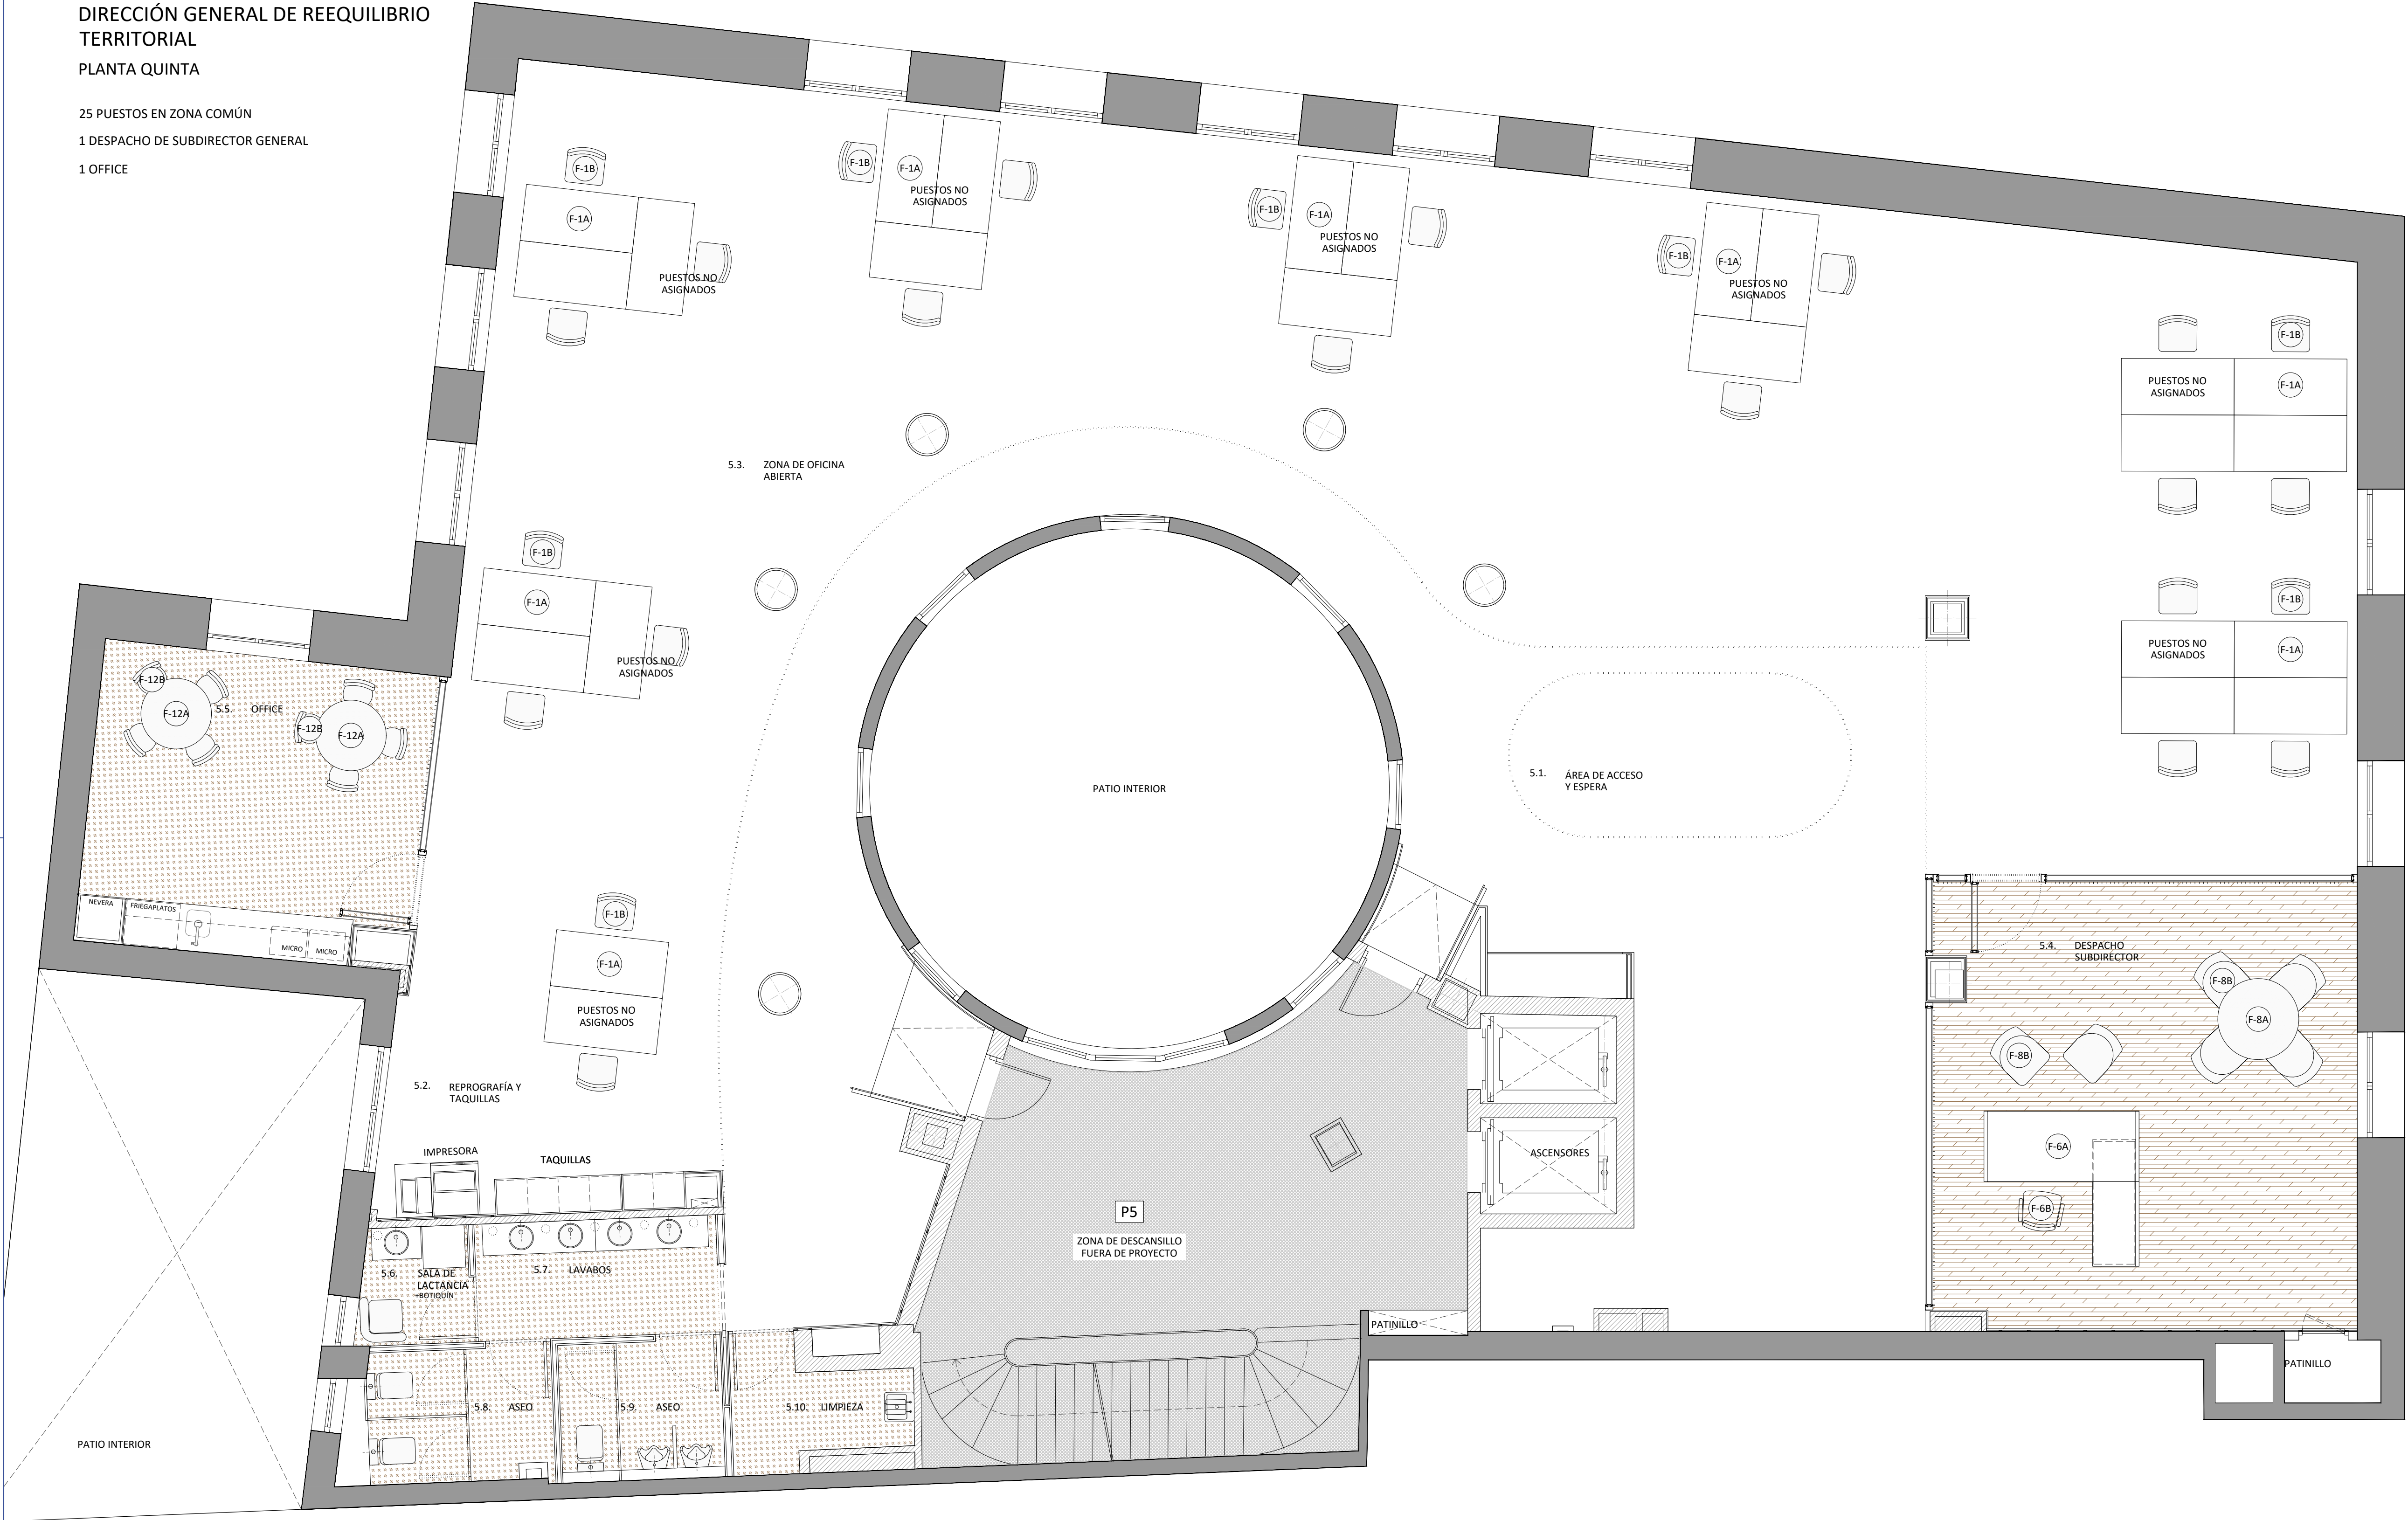 DIRECCIÓN GENERAL DE REEQUILIBRIO
TERRITORIAL
PLANTA QUINTA
25 PUESTOS EN ZONA COMÚN
1 DESPACHO DE SUBDIRECTOR GENERAL
1 OFFICE
F-1B
F-1A
PUESTOS NO
ASIGNADOS
F-1B
F-1A
PUESTOS NO
ASIGNADOS
F-1B
F-1A
PUESTOS NO
ASIGNADOS
F-1B
F-1A
PUESTOS NO
ASIGNADOS
F-1B
PUESTOS NO
ASIGNADOS
F-1A
5.3. ZONA DE OFICINA
ABIERTA
F-1B
F-1A
PUESTOS NO
ASIGNADOS
F-1B
PUESTOS NO
ASIGNADOS
F-1A
F-12B
F-12A
5.5. OFFICE
F-12B
F-12A
PATIO INTERIOR
5.1. ÁREA DE ACCESO
Y ESPERA
NEVERA
FRIEGAPLATOS
MICRO
MICRO
F-1B
F-1A
PUESTOS NO
ASIGNADOS
5.4. DESPACHO
SUBDIRECTOR
F-8B
F-8A
F-8B
F-6A
F-6B
5.2. REPROGRAFÍA Y
TAQUILLAS
IMPRESORA
TAQUILLAS
ASCENSORES
P5
ZONA DE DESCANSILLO
FUERA DE PROYECTO
5.6. SALA DE
LACTANCIA
+BOTIQUÍN
5.7. LAVABOS
PATINILLO
PATINILLO
5.8. ASEO
5.9. ASEO
5.10. LIMPIEZA
PATIO INTERIOR